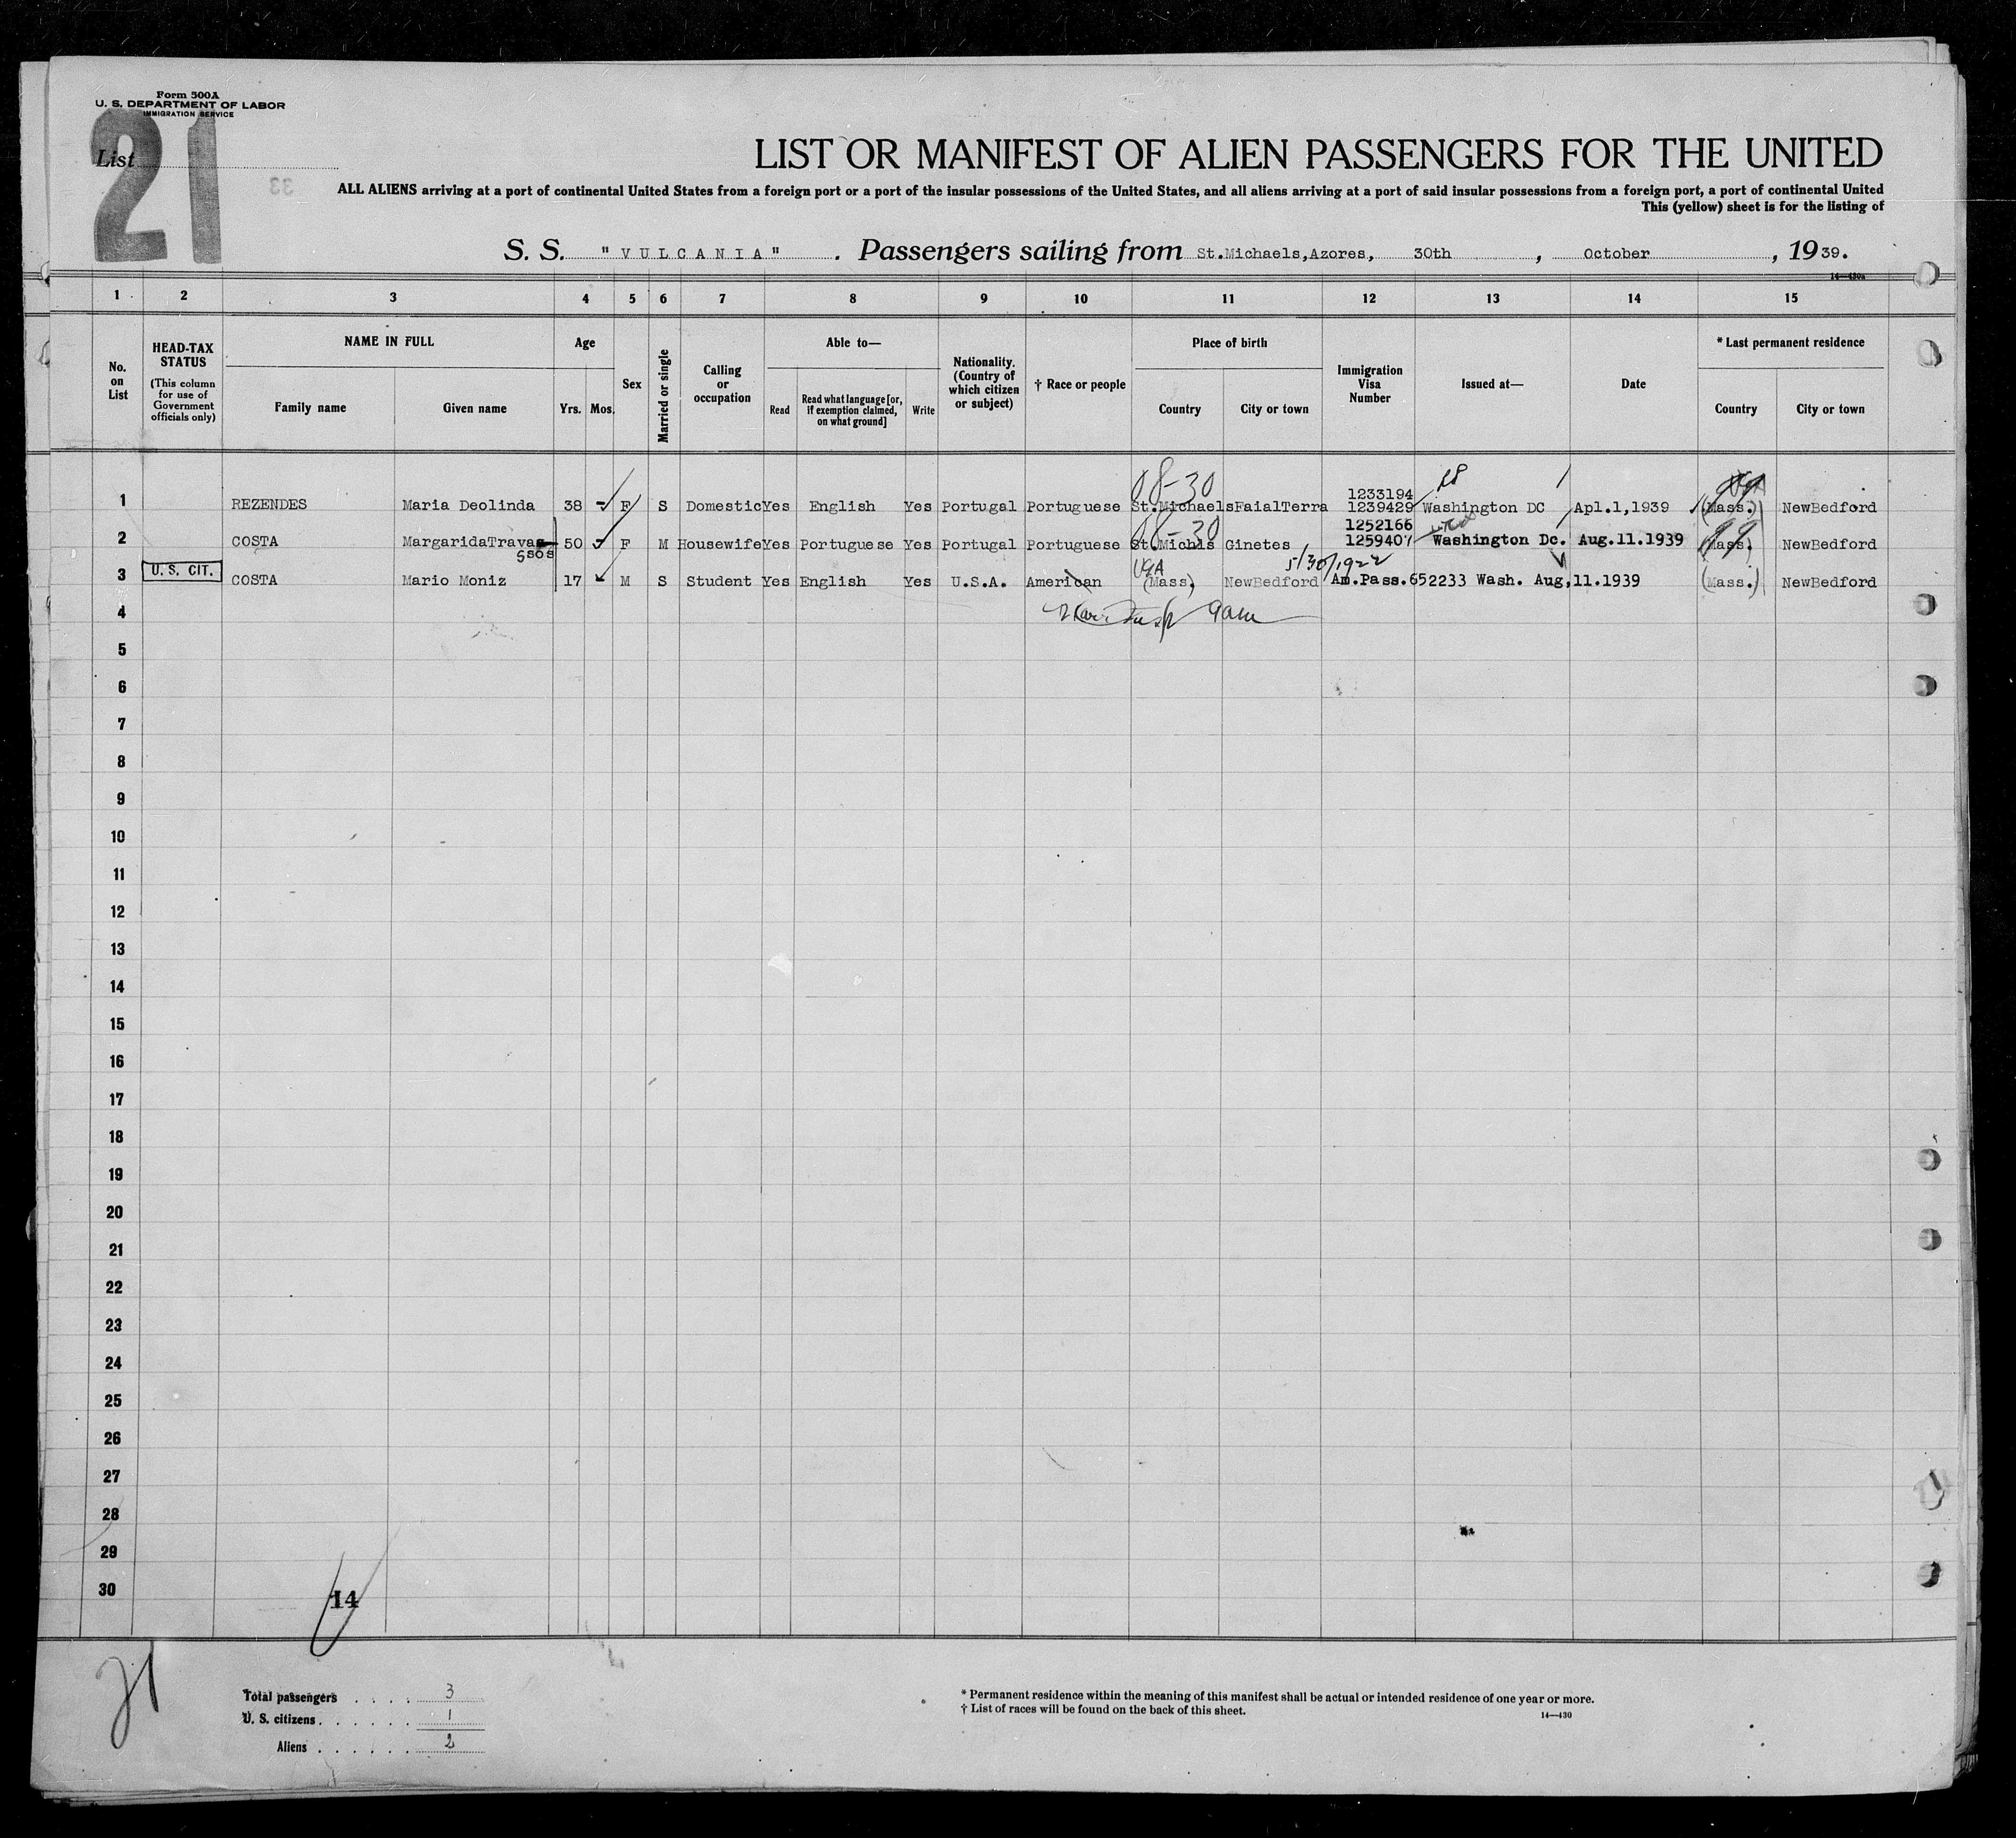 Form 500A
U. S. DEPARTMENT OF LABOR
IMMIGRATION SERVICE
List
21
33
LIST OR MANIFEST OF ALIEN PASSENGERS FOR THE UNITED
ALL ALIENS arriving at a port of continental United States from a foreign port or a port of the insular possessions of the United States, and all aliens arriving at a port of said insular possessions from a foreign port, a port of continental United
This (yellow) sheet is for the listing of
S. S. "VULCANIA". Passengers sailing from St.Michaels,Azores, 30th, October, 1939.
14—430a
1 2 3 4 5 6 7 8 9 10 11 12 13 14 15
No. on List
HEAD-TAX STATUS
(This column for use of Government officials only)
NAME IN FULL
Family name Given name
Age
Yrs. Mos.
Sex
Married or single
Calling or occupation
Able to—
Read Read what language [or, if exemption claimed, on what ground] Write
Nationality. (Country of which citizen or subject)
† Race or people
Place of birth
Country City or town
Immigration Visa Number
Issued at—
Date
* Last permanent residence
Country City or town
08-30
1233194
1 REZENDES Maria Deolinda 38 - F S Domestic Yes English Yes Portugal Portuguese St.Michaels FaialTerra 1239429 Washington DC Apl.1,1939 (Mass.) NewBedford
08-30
1252166
2 COSTA MargaridaTravas 50 - F M Housewife Yes Portuguese Yes Portugal Portuguese St.Michls Ginetes 1259407 Washington Dc. Aug.11.1939 (Mass.) NewBedford
ssos
USA 5/30/1922
3 U. S. CIT. COSTA Mario Moniz 17 M S Student Yes English Yes U.S.A. American (Mass) NewBedford Am.Pass.652233 Wash. Aug,11.1939 (Mass.) NewBedford
4
5
6
7
8
9
10
11
12
13
14
15
16
17
18
19
20
21
22
23
24
25
26
27
28
29
30
14
21
Total passengers . . . . 3
U. S. citizens . . . . . . 1
Aliens . . . . . . 2
* Permanent residence within the meaning of this manifest shall be actual or intended residence of one year or more.
† List of races will be found on the back of this sheet.
14—430